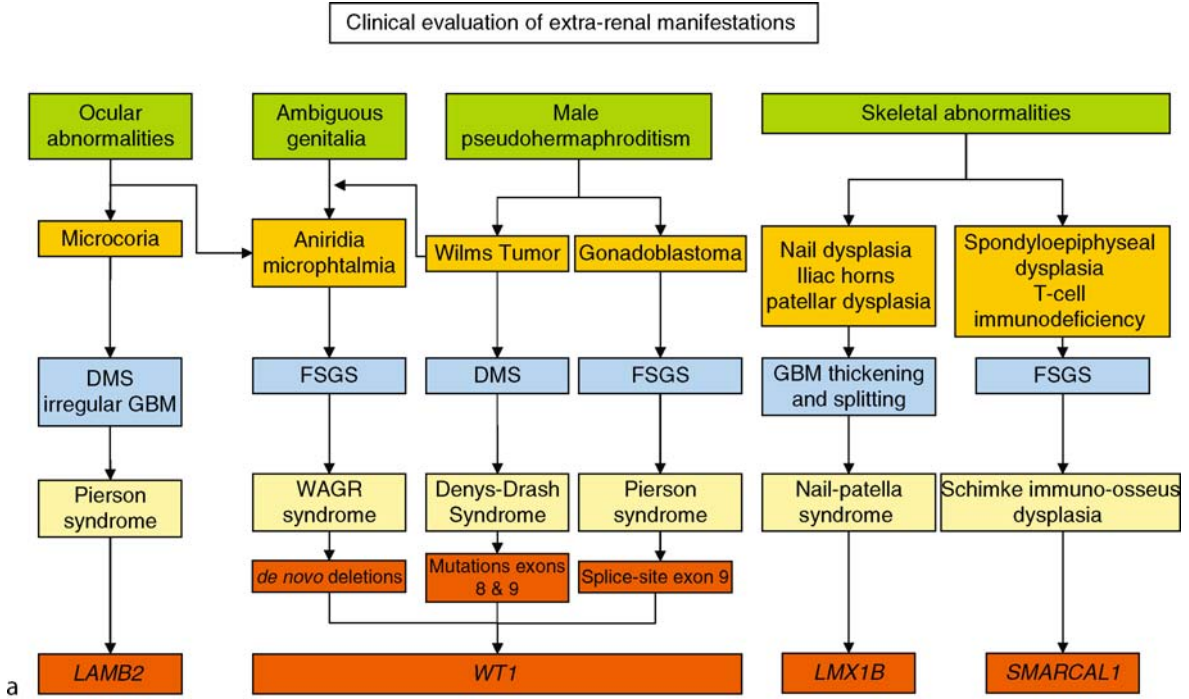 Clinical evaluation of extra-renal manifestations
Ocular
abnormalities
Ambiguous
genitalia
Male
pseudohermaphroditism
Skeletal abnormalities
Microcoria
Aniridia
microphtalmia
Wilms Tumor
Gonadoblastoma
Nail dysplasia
Iliac horns
patellar dysplasia
Spondyloepiphyseal
dysplasia
T-cell
immunodeficiency
DMS
irregular GBM
FSGS
DMS
FSGS
GBM thickening
and splitting
FSGS
Pierson
syndrome
WAGR
syndrome
Denys-Drash
Syndrome
Pierson
syndrome
Nail-patella
syndrome
Schimke immuno-osseus
dysplasia
de novo deletions
Mutations exons
8 & 9
Splice-site exon 9
LAMB2
WT1
LMX1B
SMARCAL1
a